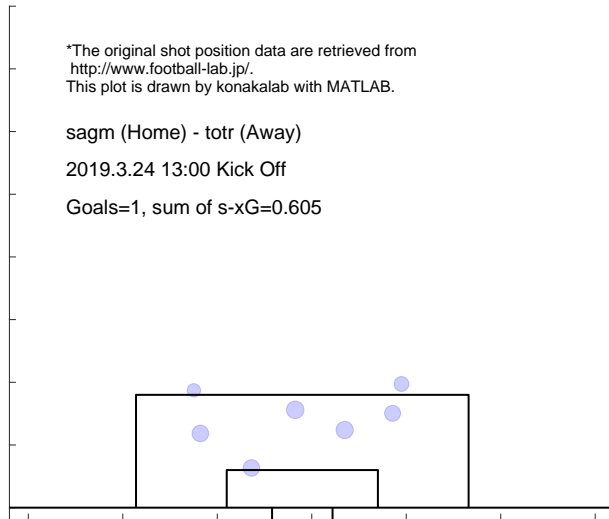 *The original shot position data are retrieved from
http://www.football-lab.jp/.
This plot is drawn by konakalab with MATLAB.
sagm (Home) - totr (Away)
2019.3.24 13:00 Kick Off
Goals=1, sum of s-xG=0.605